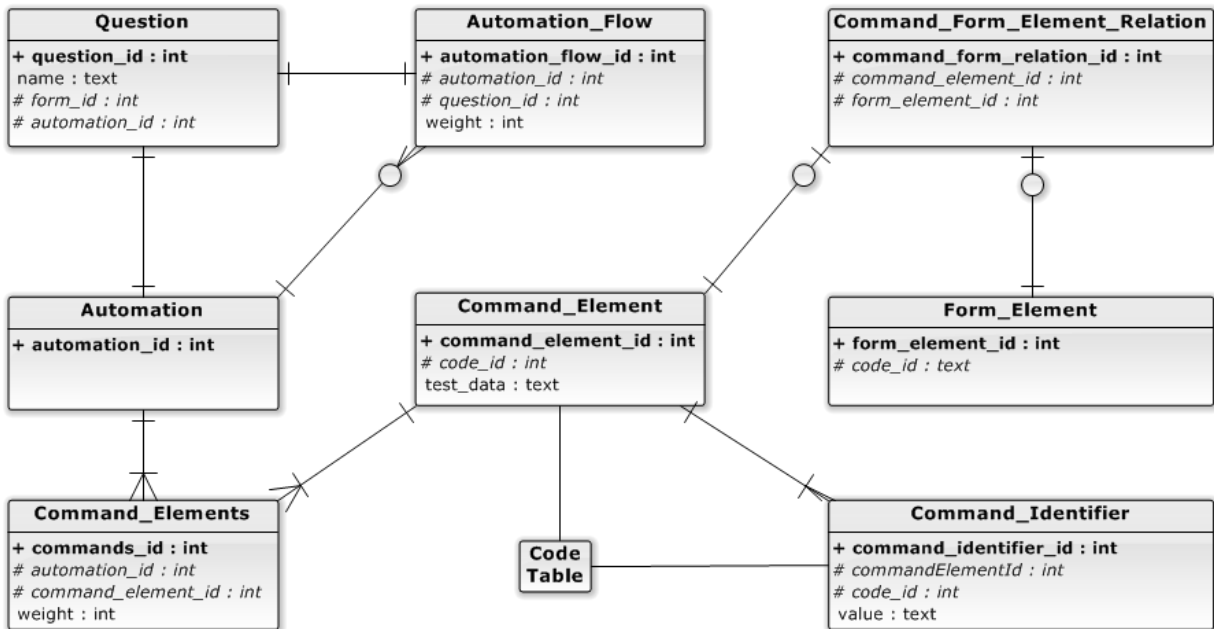 Question
+ question_id : int
name : text
# form_id : int
# automation_id : int
Automation_Flow
+ automation_flow_id : int
# automation_id : int
# question_id : int
weight : int
Command_Form_Element_Relation
+ command_form_relation_id : int
# command_element_id : int
# form_element_id : int
Automation
+ automation_id : int
Command_Element
+ command_element_id : int
# code_id : int
test_data : text
Form_Element
+ form_element_id : int
# code_id : text
Command_Elements
+ commands_id : int
# automation_id : int
# command_element_id : int
weight : int
Code
Table
Command_Identifier
+ command_identifier_id : int
# commandElementId : int
# code_id : int
value : text